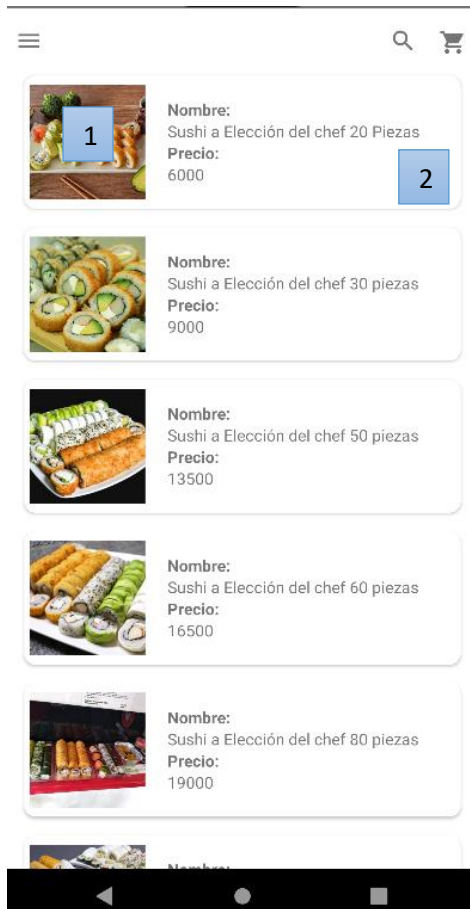 1
Nombre:
Sushi a Elección del chef 20 Piezas
Precio:
6000
2
Nombre:
Sushi a Elección del chef 30 piezas
Precio:
9000
Nombre:
Sushi a Elección del chef 50 piezas
Precio:
13500
Nombre:
Sushi a Elección del chef 60 piezas
Precio:
16500
Nombre:
Sushi a Elección del chef 80 piezas
Precio:
19000
Nombre: